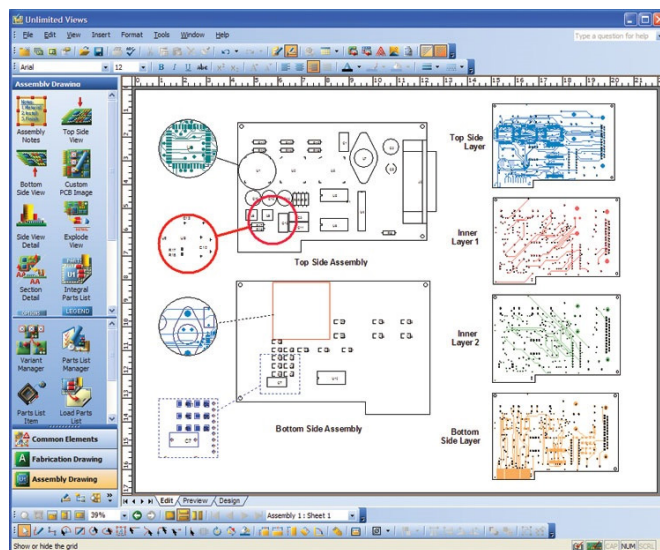 Unlimited Views
File Edit View Insert Format Tools Window Help
Type a question for help
Arial 12
Assembly Drawing
Assembly Notes
Top Side View
Bottom Side View
Custom PCB Image
Side View Detail
Explode View
Section Detail
Integral Parts List
LEGEND
Variant Manager
Parts List Manager
Parts List Item
Load Parts List
Common Elements
Fabrication Drawing
Assembly Drawing
Top Side Layer
Inner Layer 1
Top Side Assembly
Inner Layer 2
Bottom Side Assembly
Bottom Side Layer
Edit Preview Design
39%
Assembly 1: Sheet 1
Show or hide the grid
CAP NUM SCRL